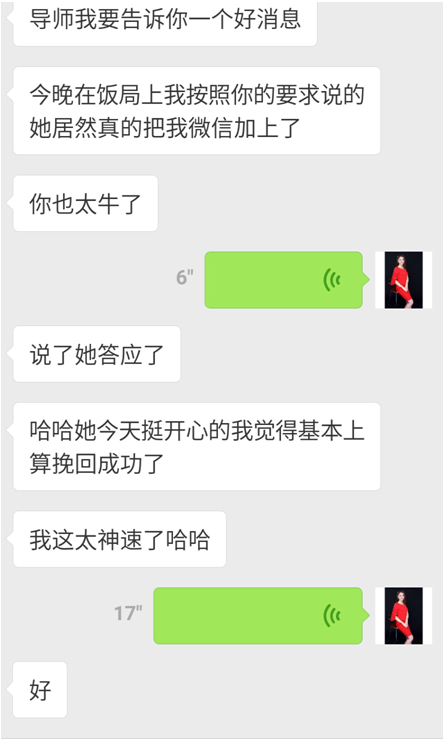 导师我要告诉你一个好消息
今晚在饭局上我按照你的要求说的
她居然真的把我微信加上了
你也太牛了
6"
说了她答应了
哈哈她今天挺开心的我觉得基本上
算挽回成功了
我这太神速了哈哈
17"
好